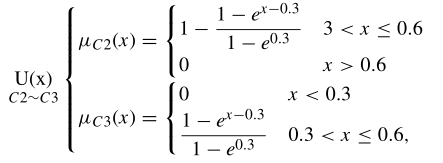 μC2(x) = { 1 − (1 − e^{x−0.3}) / (1 − e^{0.3})   3 < x ≤ 0.6
0   x > 0.6
U(x)
C2∼C3
μC3(x) = { 0   x < 0.3
(1 − e^{x−0.3}) / (1 − e^{0.3})   0.3 < x ≤ 0.6,